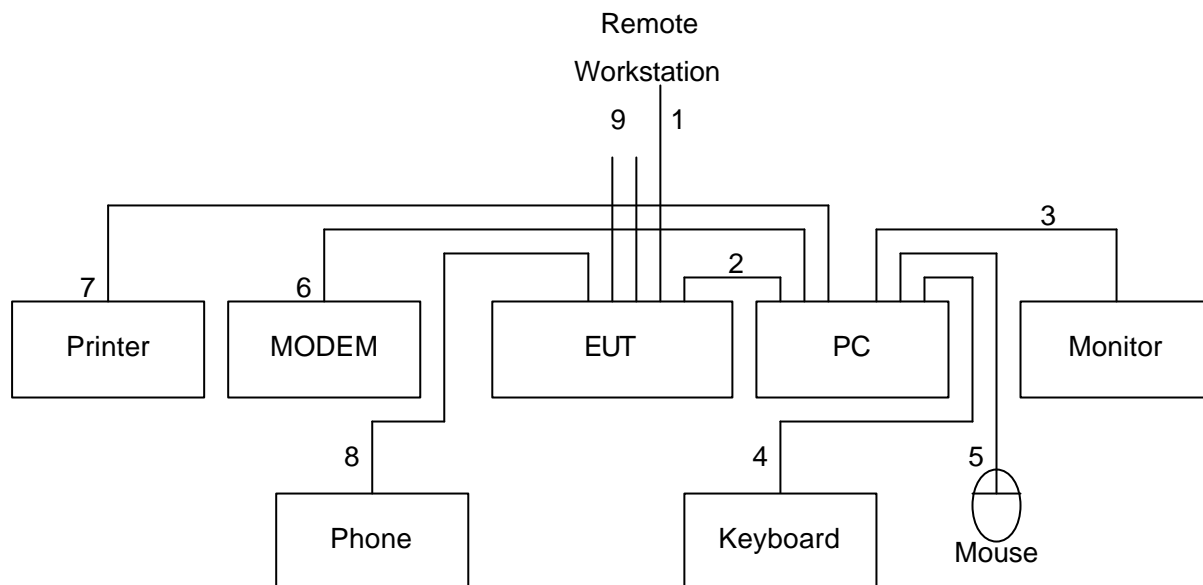 Remote
Workstation
9 1
3
2
7 6
Printer MODEM EUT PC Monitor
8 4 5
Phone Keyboard Mouse